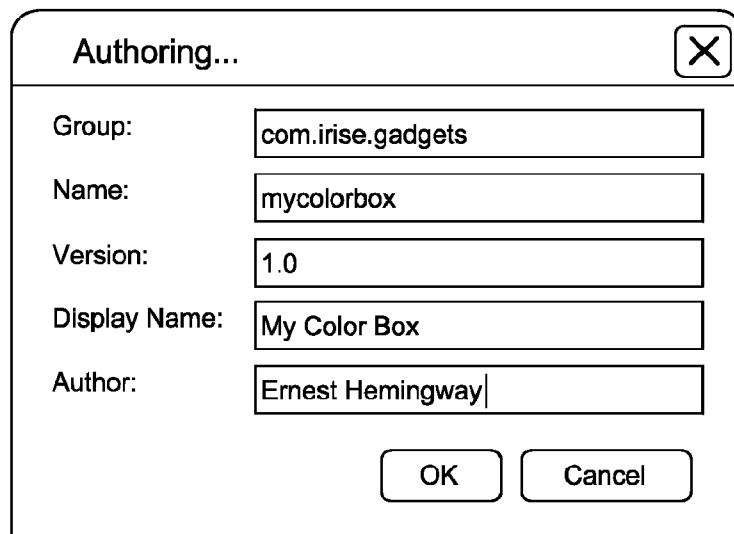 Authoring...
Group: com.irise.gadgets
Name: mycolorbox
Version: 1.0
Display Name: My Color Box
Author: Ernest Hemingway
OK Cancel